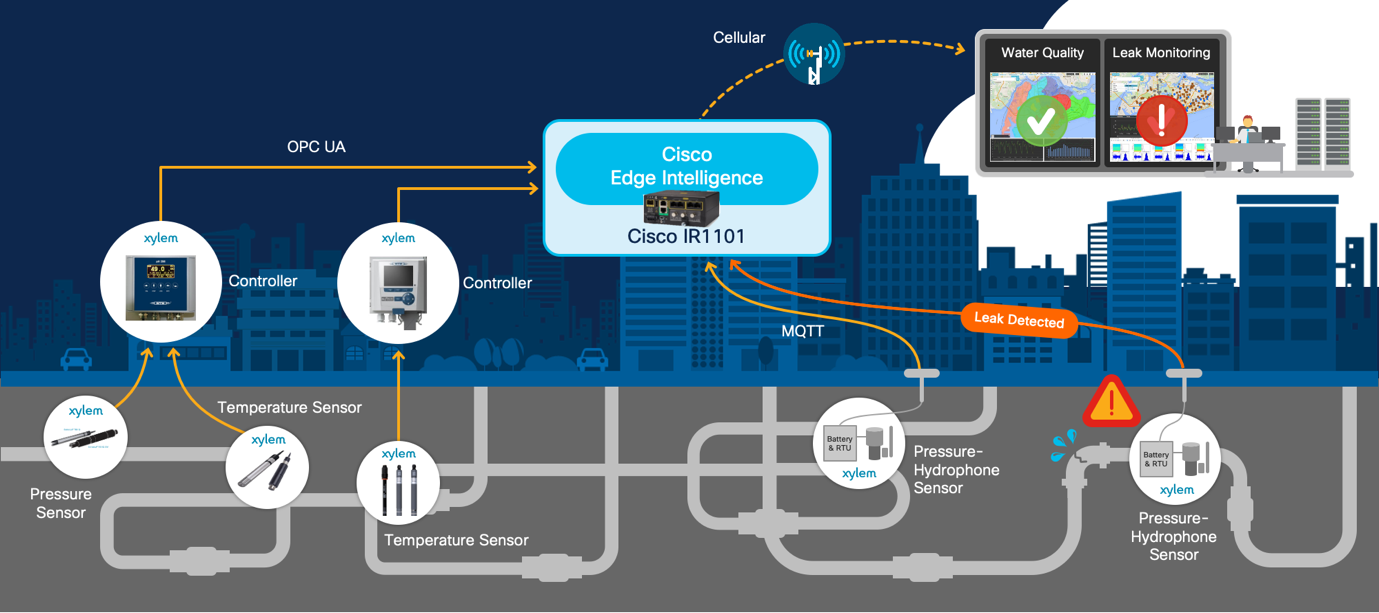 Cellular
Water Quality
Leak Monitoring
OPC UA
Cisco
Edge Intelligence
Cisco IR1101
xylem
Controller
xylem
Controller
Leak Detected
MQTT
xylem
Temperature Sensor
xylem
xylem
Battery
& RTU
xylem
Pressure-
Hydrophone
Sensor
Battery
& RTU
xylem
Pressure
Sensor
Temperature Sensor
Pressure-
Hydrophone
Sensor